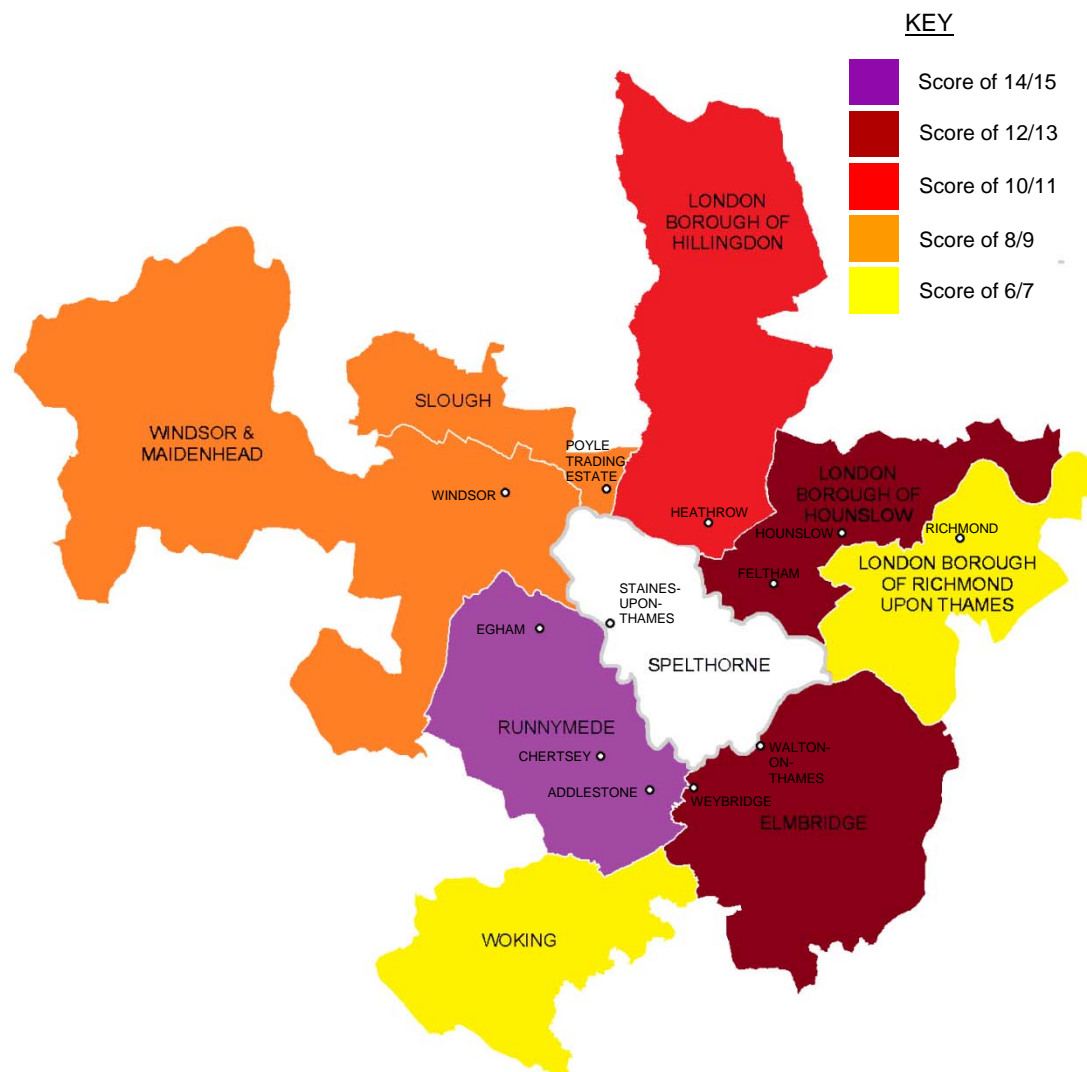 KEY
Score of 14/15
Score of 12/13
Score of 10/11
Score of 8/9
Score of 6/7
LONDON
BOROUGH OF
HILLINGDON
SLOUGH
WINDSOR &
MAIDENHEAD
POYLE
TRADING
ESTATE
WINDSOR
HEATHROW
LONDON
BOROUGH OF
HOUNSLOW
HOUNSLOW
RICHMOND
FELTHAM
LONDON BOROUGH
OF RICHMOND
UPON THAMES
STAINES-
UPON-
THAMES
EGHAM
SPELTHORNE
RUNNYMEDE
CHERTSEY
ADDLESTONE
WALTON-
ON-
THAMES
WEYBRIDGE
ELMBRIDGE
WOKING